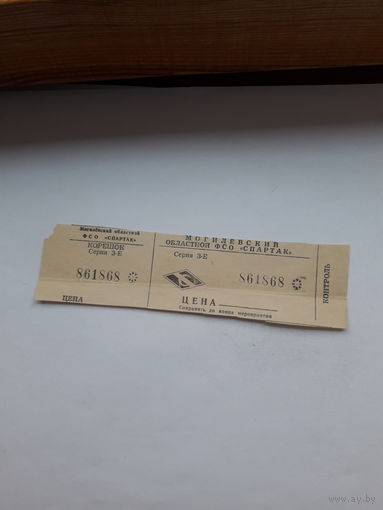 Могилевский областной
ФСО «СПАРТАК»
КОРЕШОК
Серия 3-Е
861868
ЦЕНА
МОГИЛЕВСКИЙ
ОБЛАСТНОЙ ФСО «СПАРТАК»
Серия 3-Е
861868
ЦЕНА
Сохранять до конца мероприятия
КОНТРОЛЬ
www.ay.by